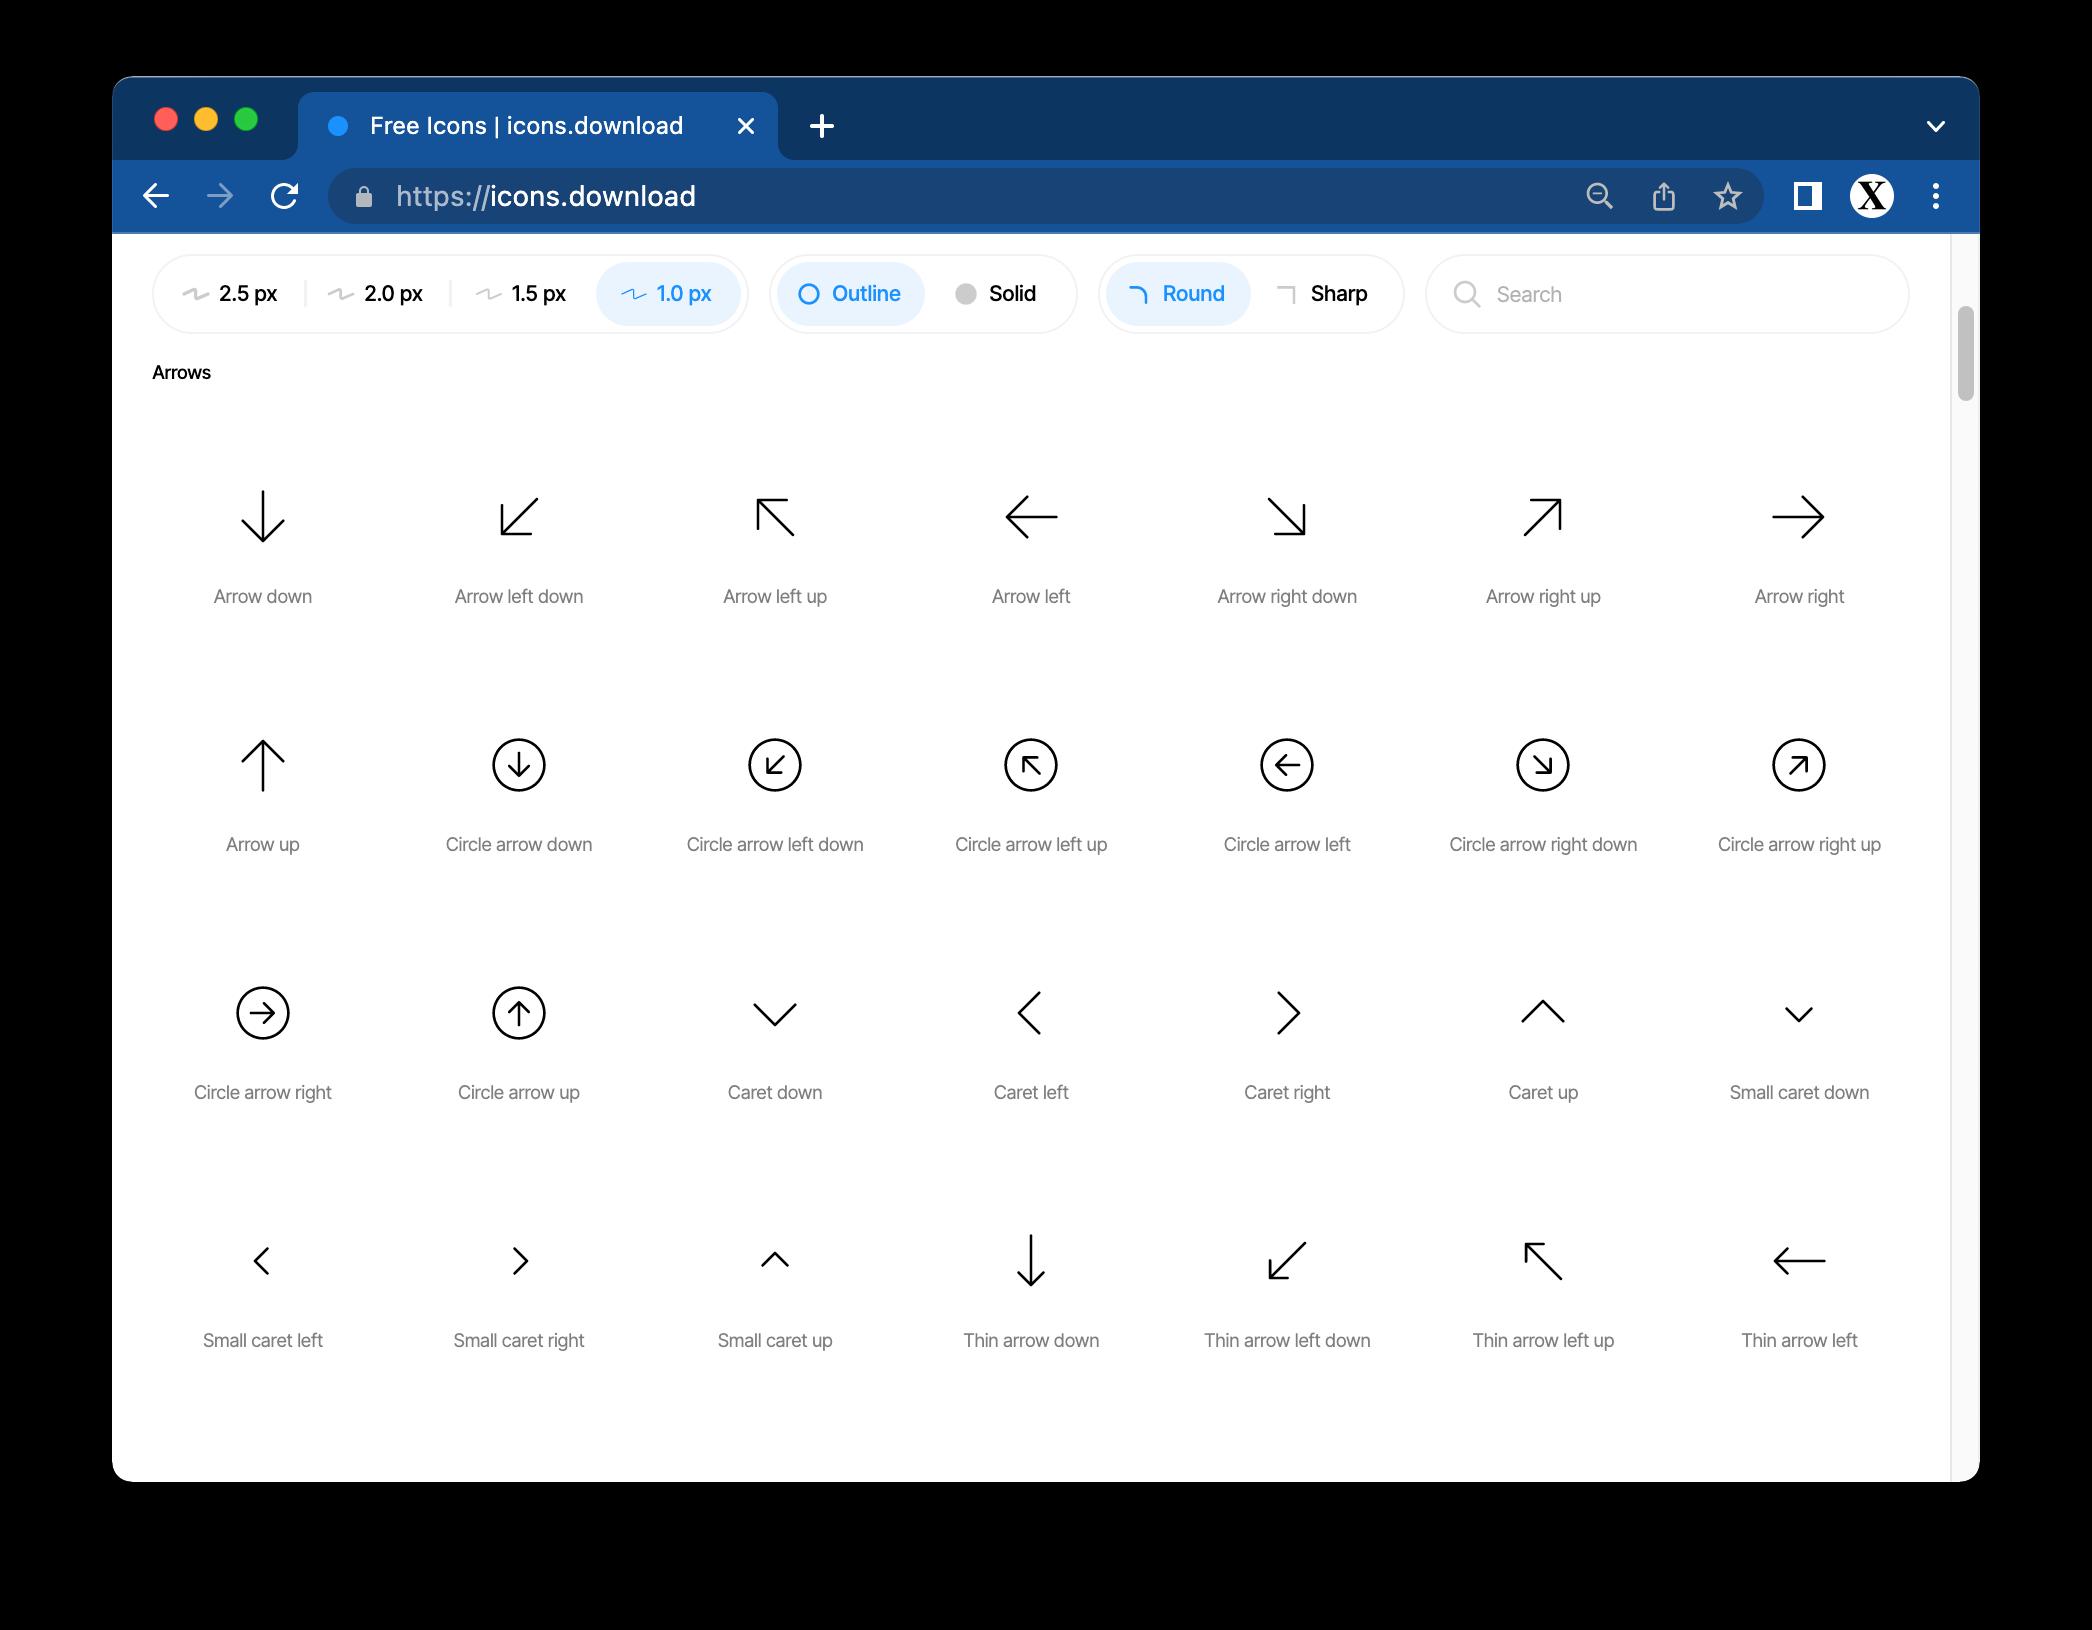 Free Icons | icons.download
https://icons.download
X
2.5 px 2.0 px 1.5 px 1.0 px Outline Solid Round Sharp Search
Arrows
Arrow down Arrow left down Arrow left up Arrow left Arrow right down Arrow right up Arrow right
Arrow up Circle arrow down Circle arrow left down Circle arrow left up Circle arrow left Circle arrow right down Circle arrow right up
Circle arrow right Circle arrow up Caret down Caret left Caret right Caret up Small caret down
Small caret left Small caret right Small caret up Thin arrow down Thin arrow left down Thin arrow left up Thin arrow left